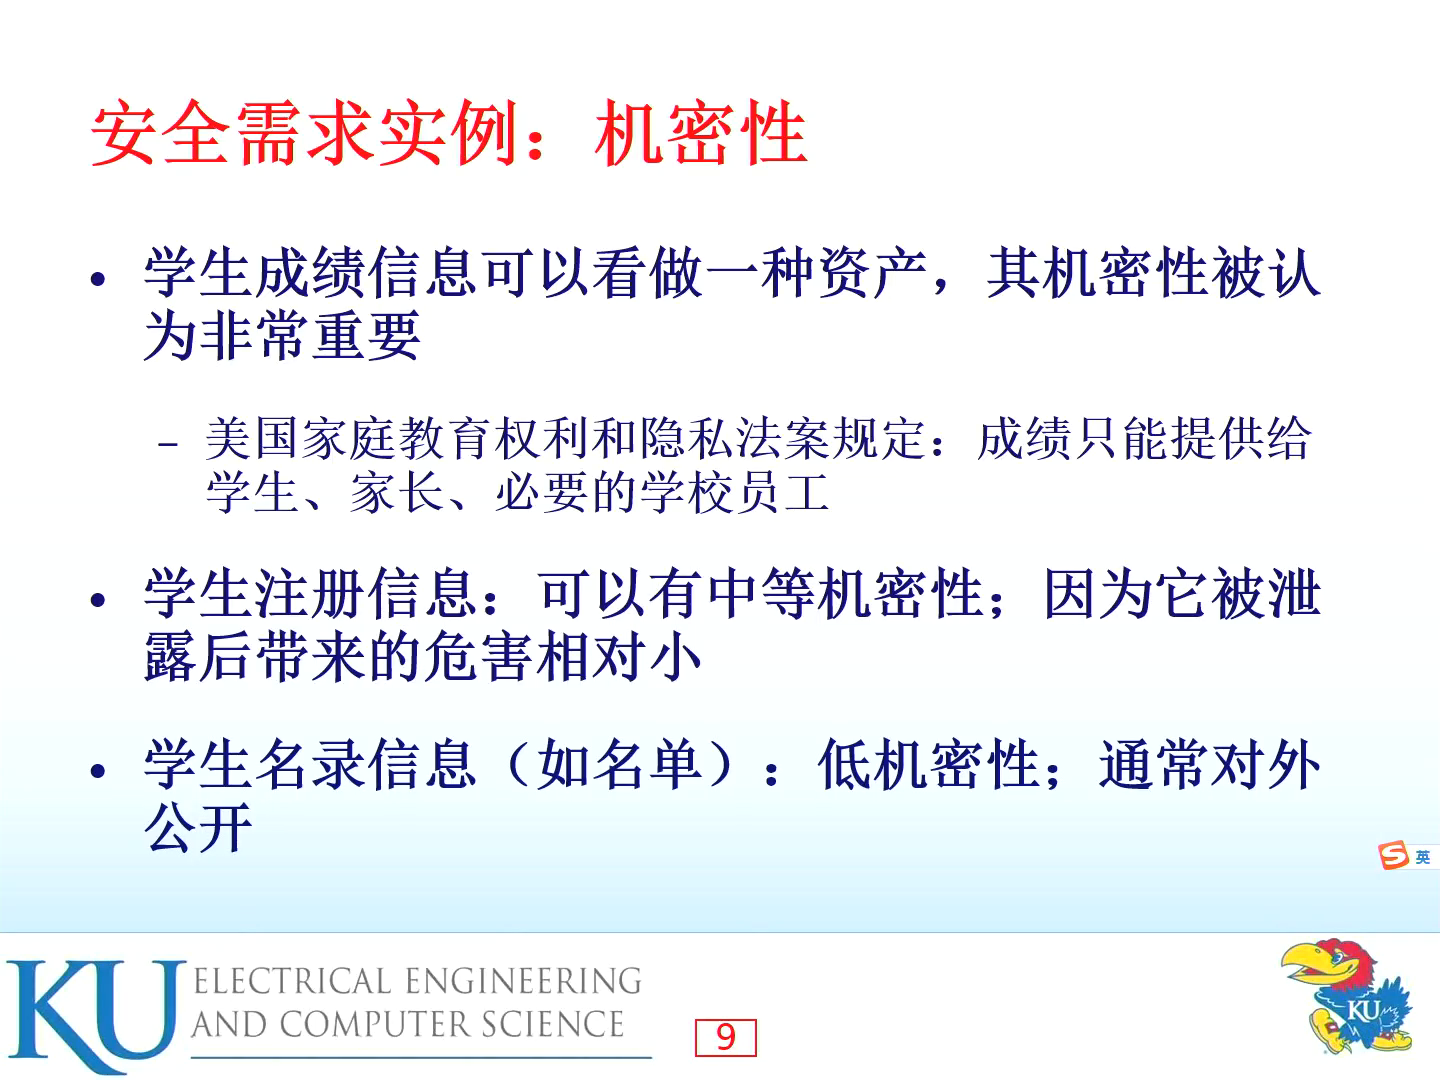 安全需求实例：机密性
• 学生成绩信息可以看做一种资产，其机密性被认
为非常重要
– 美国家庭教育权利和隐私法案规定：成绩只能提供给
学生、家长、必要的学校员工
• 学生注册信息：可以有中等机密性；因为它被泄
露后带来的危害相对小
• 学生名录信息（如名单）：低机密性；通常对外
公开
S 英
KU ELECTRICAL ENGINEERING
AND COMPUTER SCIENCE
9
KU